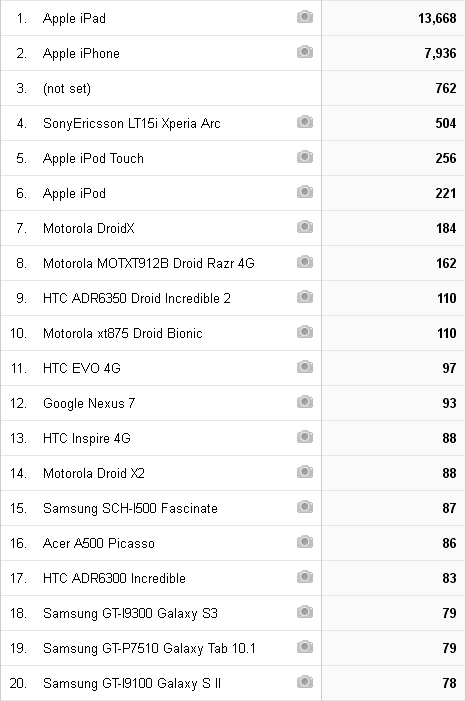 1. Apple iPad 13,668
2. Apple iPhone 7,936
3. (not set) 762
4. SonyEricsson LT15i Xperia Arc 504
5. Apple iPod Touch 256
6. Apple iPod 221
7. Motorola DroidX 184
8. Motorola MOTXT912B Droid Razr 4G 162
9. HTC ADR6350 Droid Incredible 2 110
10. Motorola xt875 Droid Bionic 110
11. HTC EVO 4G 97
12. Google Nexus 7 93
13. HTC Inspire 4G 88
14. Motorola Droid X2 88
15. Samsung SCH-I500 Fascinate 87
16. Acer A500 Picasso 86
17. HTC ADR6300 Incredible 83
18. Samsung GT-I9300 Galaxy S3 79
19. Samsung GT-P7510 Galaxy Tab 10.1 79
20. Samsung GT-I9100 Galaxy S II 78